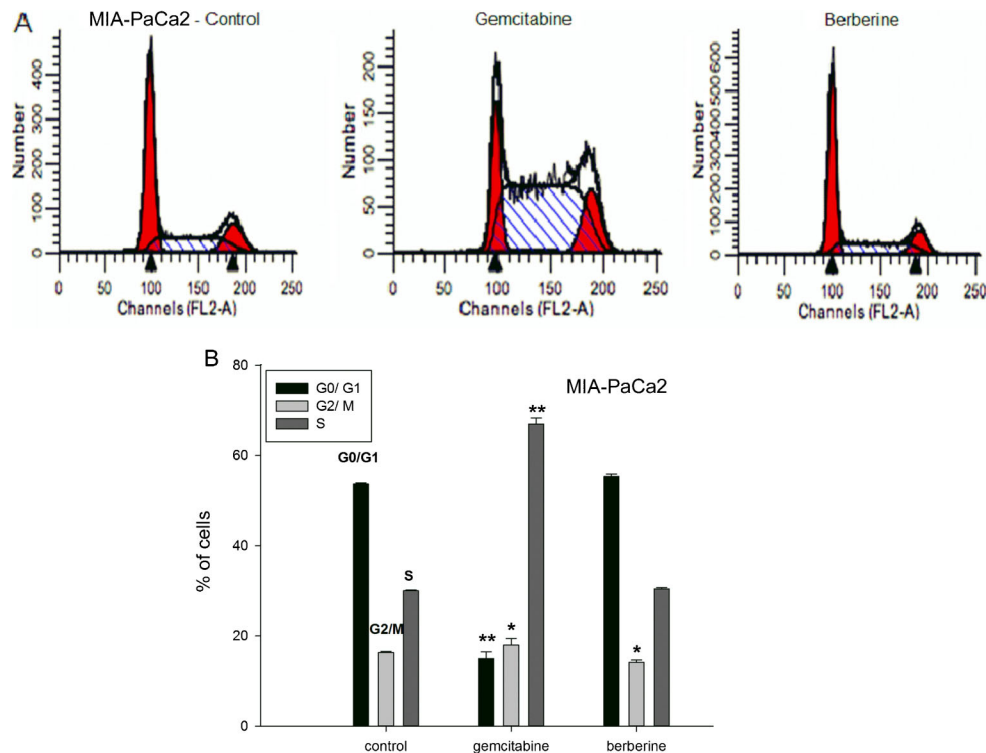 A
MIA-PaCa2 - Control
Gemcitabine
Berberine
Number
0 100 200 300 400
0 50 100 150 200 250
Channels (FL2-A)
Number
0 50 100 150 200
0 50 100 150 200 250
Channels (FL2-A)
Number
0 100 200 300 400 500 600
0 50 100 150 200 250
Channels (FL2-A)
B
MIA-PaCa2
G0/ G1
G2/ M
S
% of cells
80
60
40
20
0
G0/G1
G2/M
S
**
*
**
*
control
gemcitabine
berberine